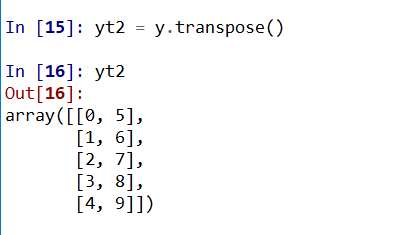 In [15]: yt2 = y.transpose()
In [16]: yt2
Out[16]:
array([[0, 5],
       [1, 6],
       [2, 7],
       [3, 8],
       [4, 9]])